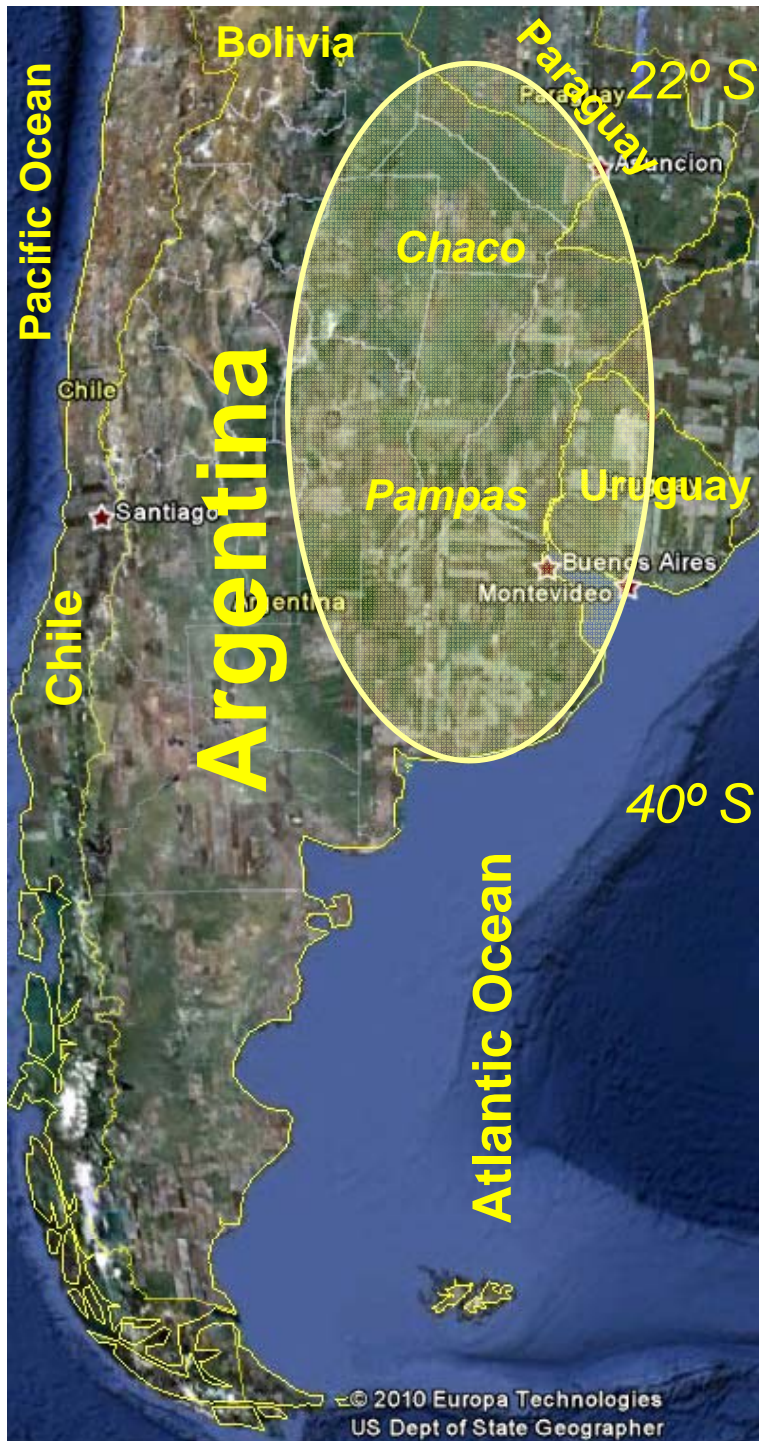 Bolivia
Paraguay
Paraguay
22º S
Pacific Ocean
Asuncion
Chaco
Chile
Argentina
Pampas
Uruguay
Santiago
Buenos Aires
Montevideo
Argentina
Chile
40º S
Atlantic Ocean
© 2010 Europa Technologies
US Dept of State Geographer